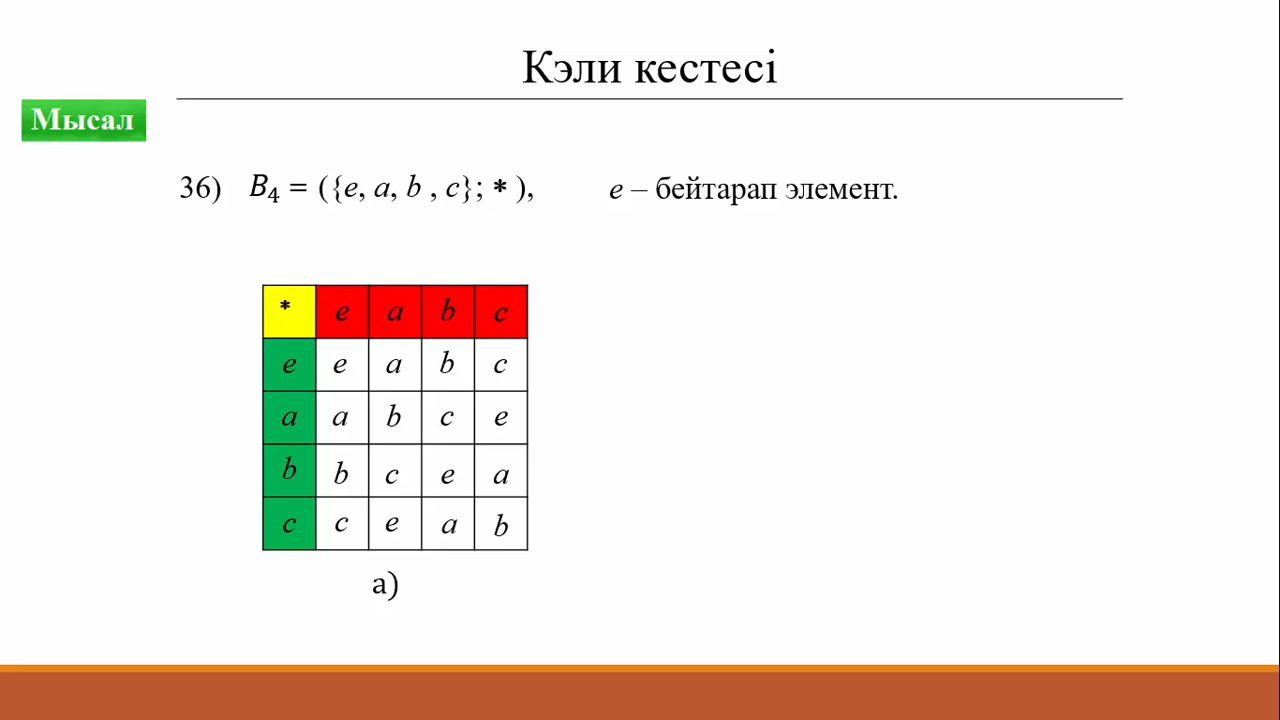 Кэли кестесі
Мысал
36) B₄ = ({e, a, b , c}; * ), e – бейтарап элемент.
* e a b c
e e a b c
a a b c e
b b c e a
c c e a b
а)